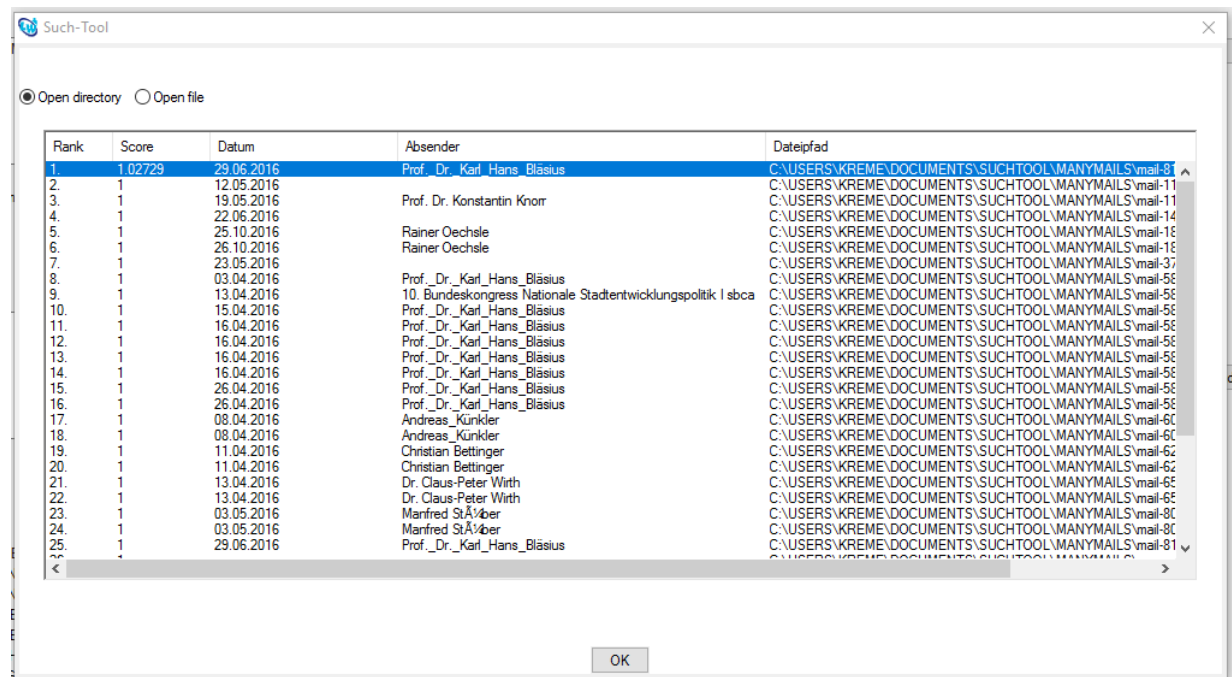 Such-Tool
Open directory Open file
Rank Score Datum Absender Dateipfad
1. 1.02729 29.06.2016 Prof._Dr._Karl_Hans_Bläsius C:\USERS\KREME\DOCUMENTS\SUCHTOOL\MANYMAILS\mail-81
2. 1 12.05.2016 C:\USERS\KREME\DOCUMENTS\SUCHTOOL\MANYMAILS\mail-11
3. 1 19.05.2016 Prof. Dr. Konstantin Knorr C:\USERS\KREME\DOCUMENTS\SUCHTOOL\MANYMAILS\mail-11
4. 1 22.06.2016 C:\USERS\KREME\DOCUMENTS\SUCHTOOL\MANYMAILS\mail-14
5. 1 25.10.2016 Rainer Oechsle C:\USERS\KREME\DOCUMENTS\SUCHTOOL\MANYMAILS\mail-18
6. 1 26.10.2016 Rainer Oechsle C:\USERS\KREME\DOCUMENTS\SUCHTOOL\MANYMAILS\mail-18
7. 1 23.05.2016 C:\USERS\KREME\DOCUMENTS\SUCHTOOL\MANYMAILS\mail-37
8. 1 03.04.2016 Prof._Dr._Karl_Hans_Bläsius C:\USERS\KREME\DOCUMENTS\SUCHTOOL\MANYMAILS\mail-58
9. 1 13.04.2016 10. Bundeskongress Nationale Stadtentwicklungspolitik I sbca C:\USERS\KREME\DOCUMENTS\SUCHTOOL\MANYMAILS\mail-58
10. 1 15.04.2016 Prof._Dr._Karl_Hans_Bläsius C:\USERS\KREME\DOCUMENTS\SUCHTOOL\MANYMAILS\mail-58
11. 1 16.04.2016 Prof._Dr._Karl_Hans_Bläsius C:\USERS\KREME\DOCUMENTS\SUCHTOOL\MANYMAILS\mail-58
12. 1 16.04.2016 Prof._Dr._Karl_Hans_Bläsius C:\USERS\KREME\DOCUMENTS\SUCHTOOL\MANYMAILS\mail-58
13. 1 16.04.2016 Prof._Dr._Karl_Hans_Bläsius C:\USERS\KREME\DOCUMENTS\SUCHTOOL\MANYMAILS\mail-58
14. 1 16.04.2016 Prof._Dr._Karl_Hans_Bläsius C:\USERS\KREME\DOCUMENTS\SUCHTOOL\MANYMAILS\mail-58
15. 1 26.04.2016 Prof._Dr._Karl_Hans_Bläsius C:\USERS\KREME\DOCUMENTS\SUCHTOOL\MANYMAILS\mail-58
16. 1 26.04.2016 Prof._Dr._Karl_Hans_Bläsius C:\USERS\KREME\DOCUMENTS\SUCHTOOL\MANYMAILS\mail-58
17. 1 08.04.2016 Andreas_Künkler C:\USERS\KREME\DOCUMENTS\SUCHTOOL\MANYMAILS\mail-60
18. 1 08.04.2016 Andreas_Künkler C:\USERS\KREME\DOCUMENTS\SUCHTOOL\MANYMAILS\mail-60
19. 1 11.04.2016 Christian Bettinger C:\USERS\KREME\DOCUMENTS\SUCHTOOL\MANYMAILS\mail-62
20. 1 11.04.2016 Christian Bettinger C:\USERS\KREME\DOCUMENTS\SUCHTOOL\MANYMAILS\mail-62
21. 1 13.04.2016 Dr. Claus-Peter Wirth C:\USERS\KREME\DOCUMENTS\SUCHTOOL\MANYMAILS\mail-65
22. 1 13.04.2016 Dr. Claus-Peter Wirth C:\USERS\KREME\DOCUMENTS\SUCHTOOL\MANYMAILS\mail-65
23. 1 03.05.2016 Manfred StÃ¼ber C:\USERS\KREME\DOCUMENTS\SUCHTOOL\MANYMAILS\mail-80
24. 1 03.05.2016 Manfred StÃ¼ber C:\USERS\KREME\DOCUMENTS\SUCHTOOL\MANYMAILS\mail-80
25. 1 29.06.2016 Prof._Dr._Karl_Hans_Bläsius C:\USERS\KREME\DOCUMENTS\SUCHTOOL\MANYMAILS\mail-81
OK